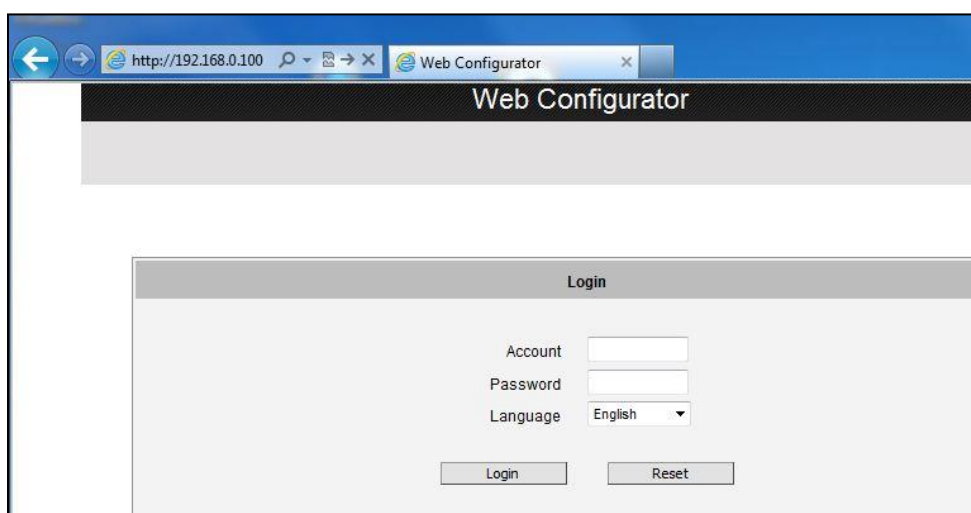 http://192.168.0.100
Web Configurator
Web Configurator
Login
Account
Password
Language English
Login Reset